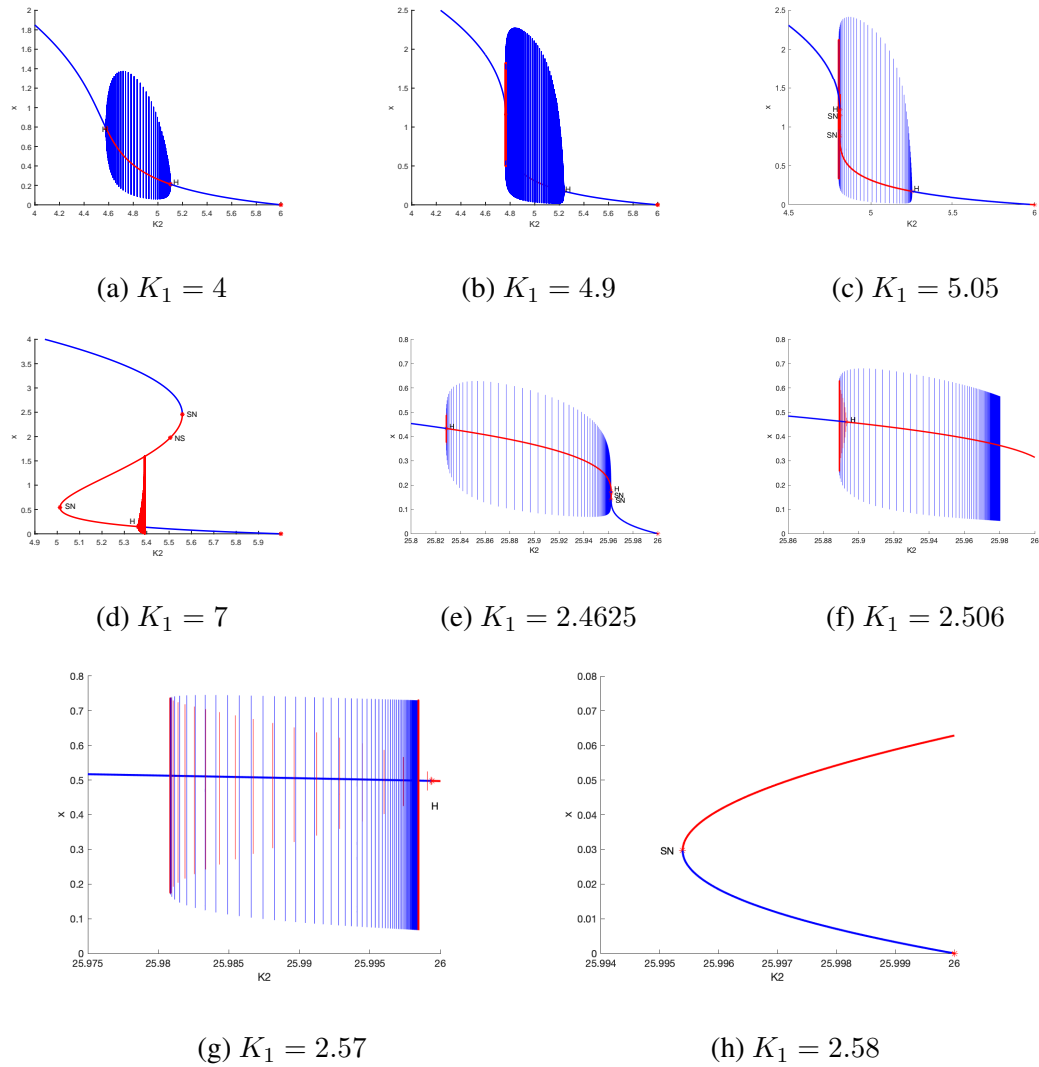 2
1.8
1.6
1.4
1.2
1
0.8
0.6
0.4
0.2
0
x
H
H
4 4.2 4.4 4.6 4.8 5 5.2 5.4 5.6 5.8 6
K2
(a) K₁ = 4
2.5
2
1.5
1
0.5
0
x
H
4 4.2 4.4 4.6 4.8 5 5.2 5.4 5.6 5.8 6
K2
(b) K₁ = 4.9
2.5
2
1.5
1
0.5
0
x
H
SN
SN
H
4.5 5 5.5 6
K2
(c) K₁ = 5.05
4
3.5
3
2.5
2
1.5
1
0.5
0
x
SN
NS
SN
H
4.9 5 5.1 5.2 5.3 5.4 5.5 5.6 5.7 5.8 5.9
K2
(d) K₁ = 7
0.8
0.7
0.6
0.5
0.4
0.3
0.2
0.1
0
x
H
H
SN
SN
25.8 25.82 25.84 25.86 25.88 25.9 25.92 25.94 25.96 25.98 26
K2
(e) K₁ = 2.4625
0.8
0.7
0.6
0.5
0.4
0.3
0.2
0.1
0
x
H
25.86 25.88 25.9 25.92 25.94 25.96 25.98 26
K2
(f) K₁ = 2.506
0.8
0.7
0.6
0.5
0.4
0.3
0.2
0.1
0
x
H
25.975 25.98 25.985 25.99 25.995 26
K2
(g) K₁ = 2.57
0.08
0.07
0.06
0.05
0.04
0.03
0.02
0.01
0
x
SN
25.994 25.995 25.996 25.997 25.998 25.999 26
K2
(h) K₁ = 2.58